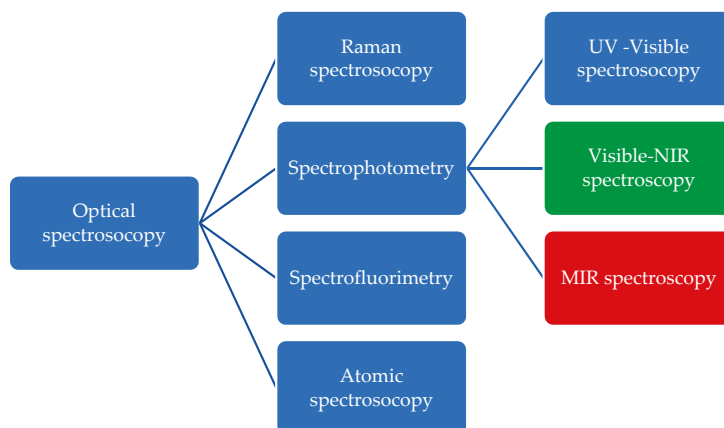 Raman
spectrosocopy
UV -Visible
spectrosocopy
Spectrophotometry
Visible-NIR
spectroscopy
Optical
spectrosocopy
Spectrofluorimetry
MIR spectroscopy
Atomic
spectrosocopy